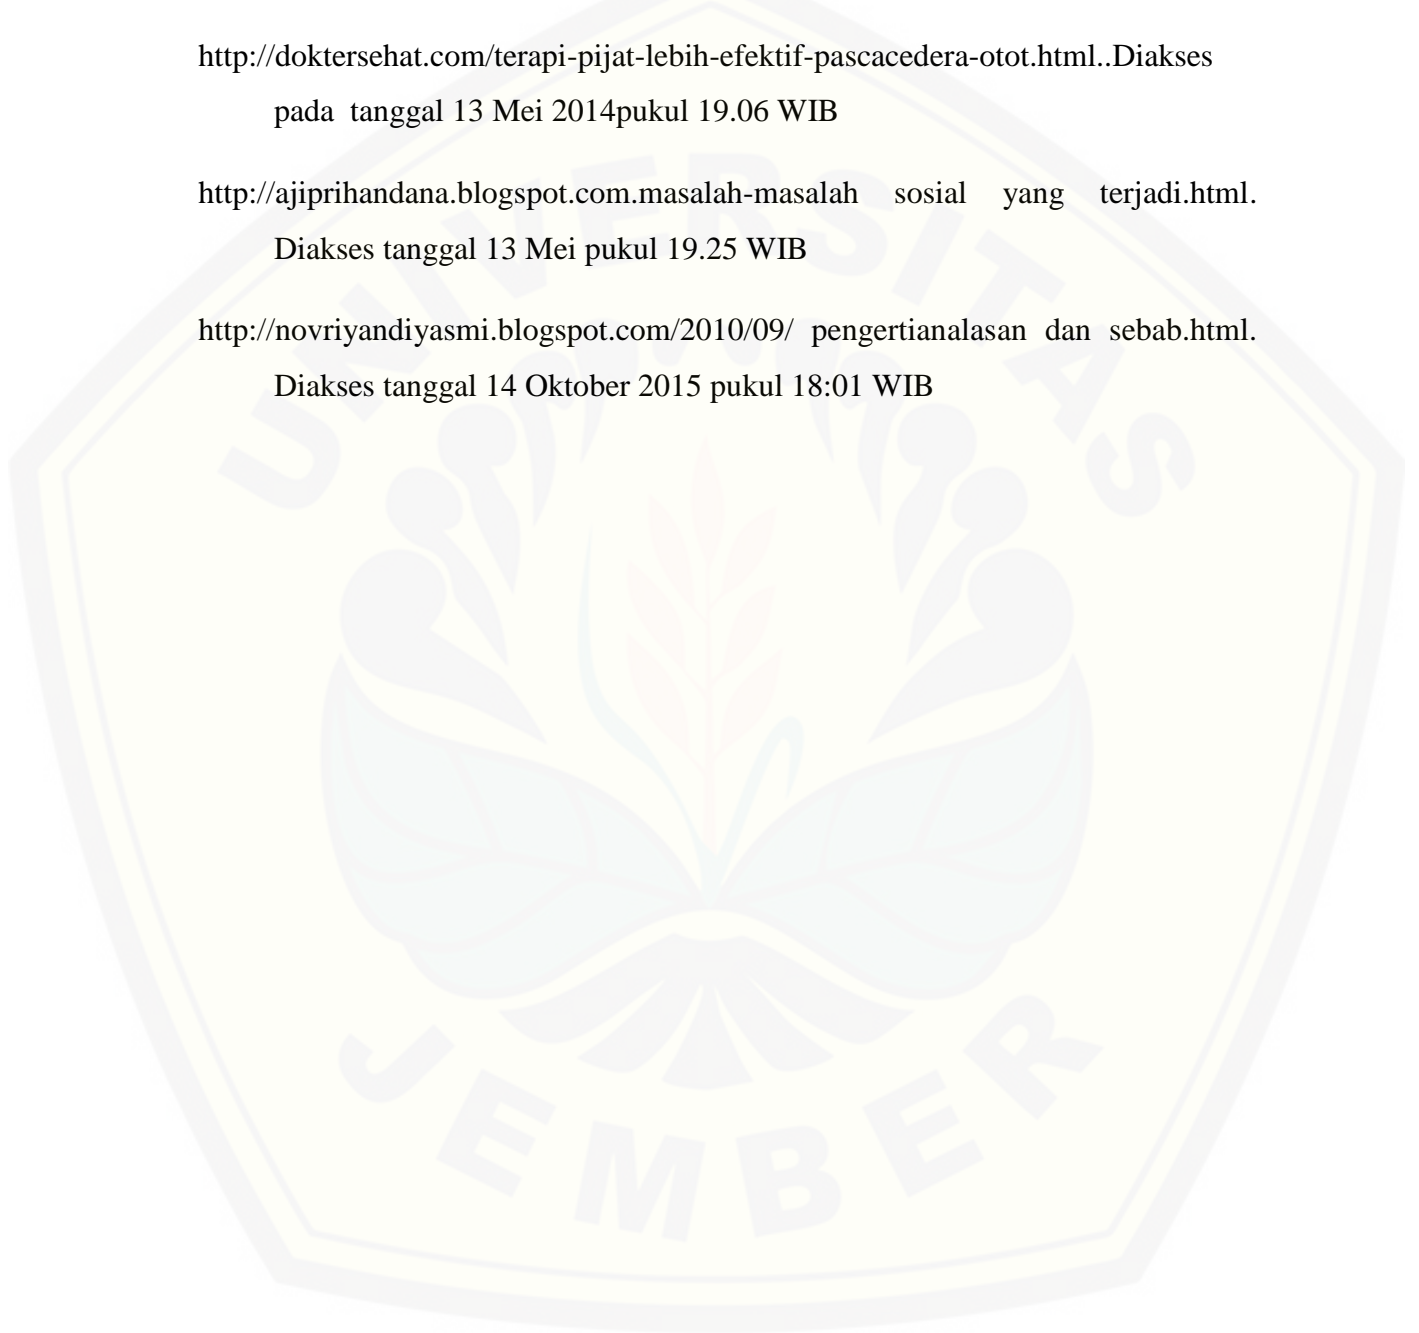 http://doktersehat.com/terapi-pijat-lebih-efektif-pascacedera-otot.html..Diakses
pada tanggal 13 Mei 2014pukul 19.06 WIB
http://ajiprihandana.blogspot.com.masalah-masalah sosial yang terjadi.html.
Diakses tanggal 13 Mei pukul 19.25 WIB
http://novriyandiyasmi.blogspot.com/2010/09/ pengertianalasan dan sebab.html.
Diakses tanggal 14 Oktober 2015 pukul 18:01 WIB
UNIVERSITAS
JEMBER